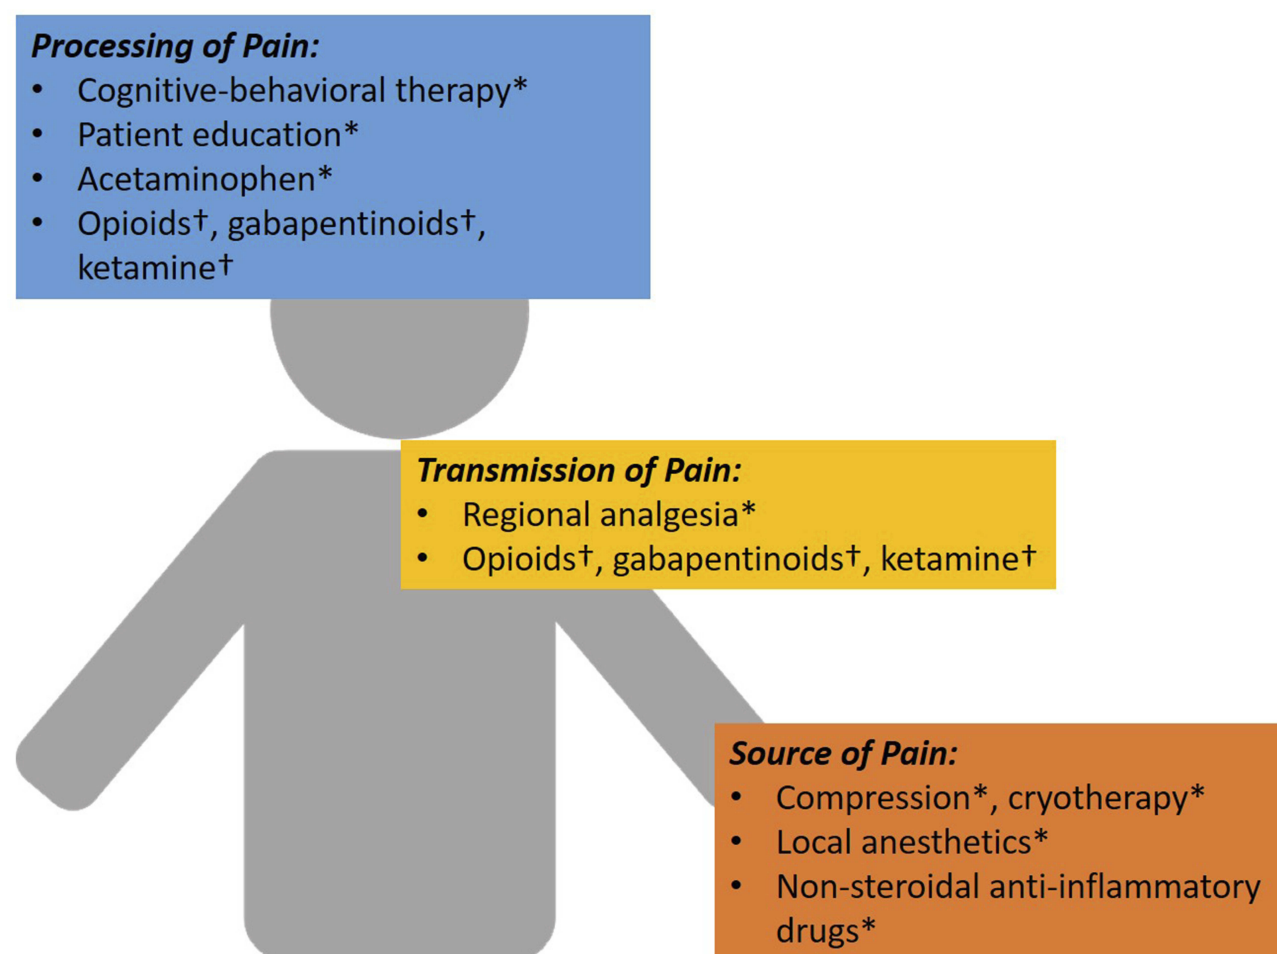 Processing of Pain:
• Cognitive-behavioral therapy*
• Patient education*
• Acetaminophen*
• Opioids†, gabapentinoids†,
ketamine†
Transmission of Pain:
• Regional analgesia*
• Opioids†, gabapentinoids†, ketamine†
Source of Pain:
• Compression*, cryotherapy*
• Local anesthetics*
• Non-steroidal anti-inflammatory
drugs*